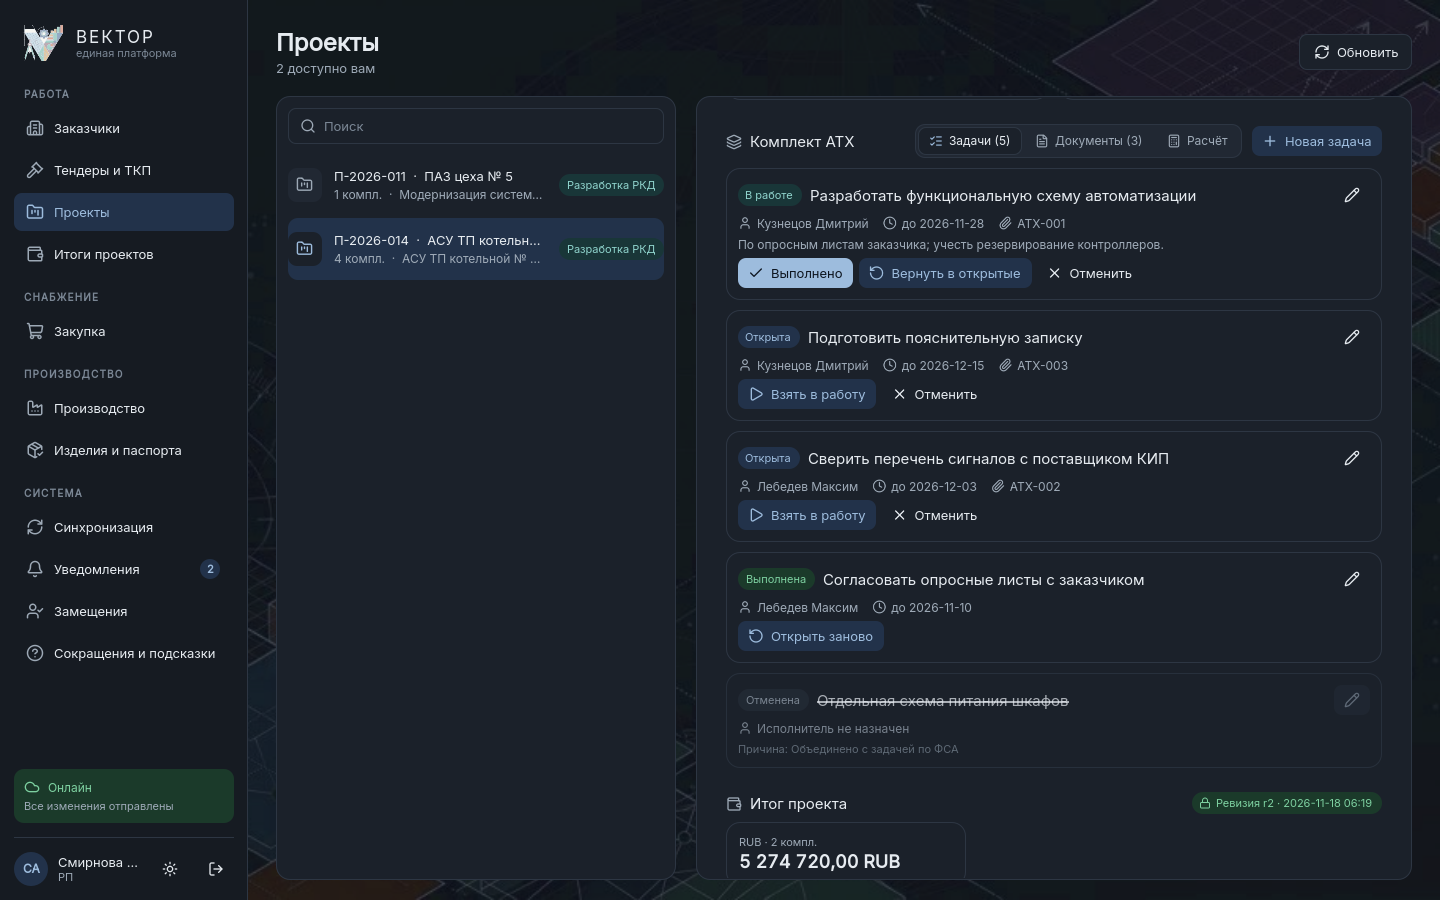 ВЕКТОР
единая платформа
РАБОТА
Заказчики
Тендеры и ТКП
Проекты
Итоги проектов
СНАБЖЕНИЕ
Закупка
ПРОИЗВОДСТВО
Производство
Изделия и паспорта
СИСТЕМА
Синхронизация
Уведомления 2
Замещения
Сокращения и подсказки
Онлайн
Все изменения отправлены
СА Смирнова ...
РП
Проекты
2 доступно вам
Обновить
Поиск
П-2026-011 · ПАЗ цеха № 5
1 компл. · Модернизация систем...
Разработка РКД
П-2026-014 · АСУ ТП котельн...
4 компл. · АСУ ТП котельной № ...
Разработка РКД
Комплект АТХ
Задачи (5) Документы (3) Расчёт
Новая задача
В работе Разработать функциональную схему автоматизации
Кузнецов Дмитрий до 2026-11-28 АТХ-001
По опросным листам заказчика; учесть резервирование контроллеров.
Выполнено Вернуть в открытые Отменить
Открыта Подготовить пояснительную записку
Кузнецов Дмитрий до 2026-12-15 АТХ-003
Взять в работу Отменить
Открыта Сверить перечень сигналов с поставщиком КИП
Лебедев Максим до 2026-12-03 АТХ-002
Взять в работу Отменить
Выполнена Согласовать опросные листы с заказчиком
Лебедев Максим до 2026-11-10
Открыть заново
Отменена Отдельная схема питания шкафов
Исполнитель не назначен
Причина: Объединено с задачей по ФСА
Итог проекта
Ревизия r2 · 2026-11-18 06:19
RUB · 2 компл.
5 274 720,00 RUB